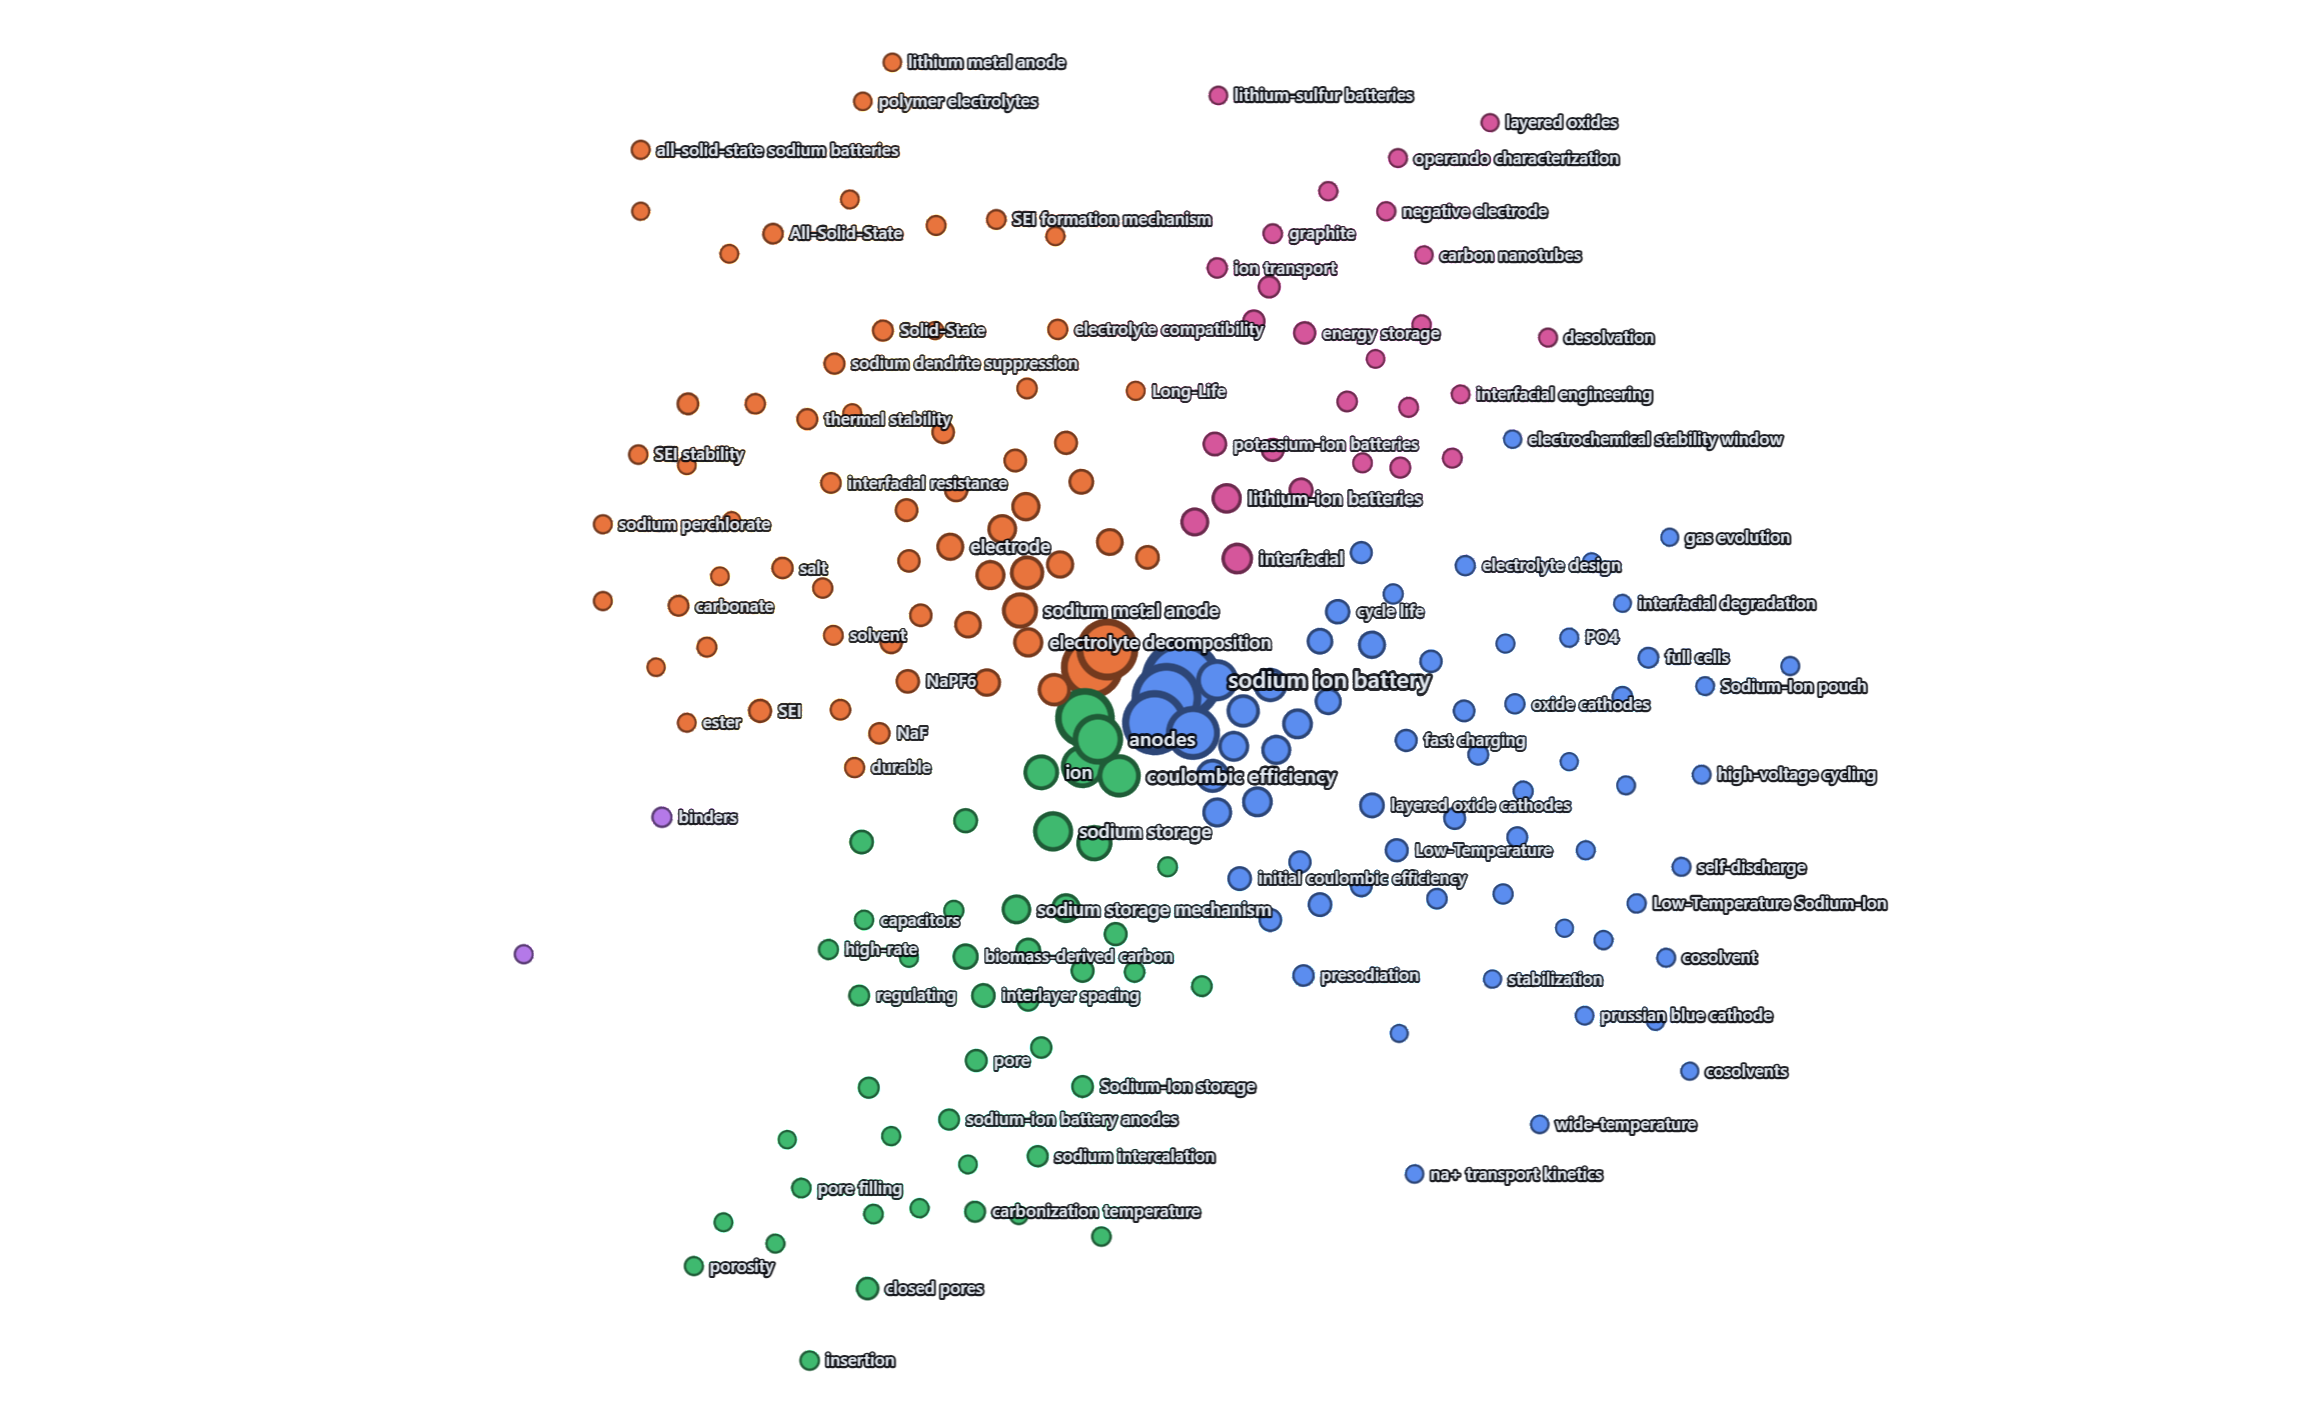 lithium metal anode
polymer electrolytes
lithium-sulfur batteries
layered oxides
all-solid-state sodium batteries
operando characterization
SEI formation mechanism
negative electrode
All-Solid-State
graphite
carbon nanotubes
ion transport
Solid-State
electrolyte compatibility
energy storage
desolvation
sodium dendrite suppression
Long-Life
interfacial engineering
thermal stability
potassium-ion batteries
electrochemical stability window
SEI stability
interfacial resistance
lithium-ion batteries
sodium perchlorate
gas evolution
electrode
interfacial
electrolyte design
salt
carbonate
interfacial degradation
sodium metal anode
cycle life
solvent
electrolyte decomposition
PO4
full cells
NaPF6
sodium ion battery
Sodium-Ion pouch
oxide cathodes
SEI
ester
NaF
anodes
fast charging
durable
ion
coulombic efficiency
high-voltage cycling
layered oxide cathodes
binders
sodium storage
Low-Temperature
self-discharge
initial coulombic efficiency
Low-Temperature Sodium-Ion
capacitors
sodium storage mechanism
high-rate
biomass-derived carbon
cosolvent
presodiation
stabilization
regulating
interlayer spacing
prussian blue cathode
pore
cosolvents
Sodium-Ion storage
sodium-ion battery anodes
wide-temperature
sodium intercalation
na+ transport kinetics
pore filling
carbonization temperature
porosity
closed pores
insertion